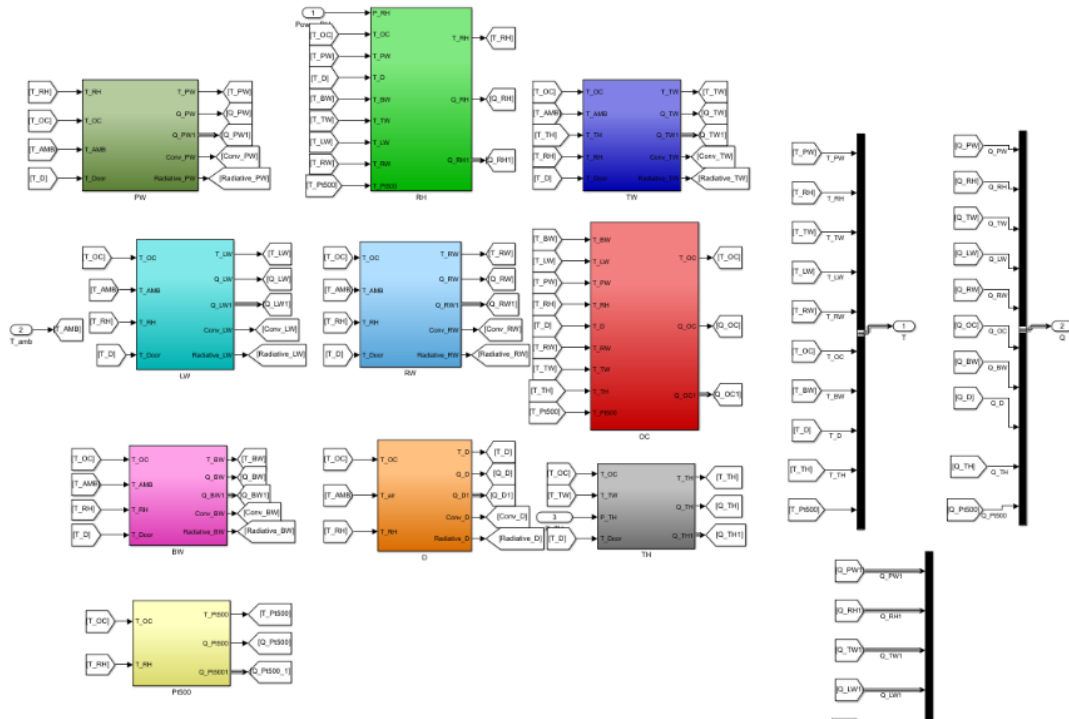 1
Power_RH
[T_OC]
[T_PW]
[T_D]
[T_BW]
[T_TW]
[T_LW]
[T_RW]
[T_Pt500]
P_RH
T_OC
T_PW
T_D
T_BW
T_TW
T_LW
T_RW
T_Pt500
T_RH
Q_RH
Q_RH1
[T_RH]
[Q_RH]
[Q_RH1]
RH
[T_RH]
[T_OC]
[T_AMB]
[T_D]
T_RH
T_OC
T_AMB
T_Door
T_PW
Q_PW
Q_PW1
Conv_PW
Radiative_PW
[T_PW]
[Q_PW]
[Q_PW1]
[Conv_PW]
[Radiative_PW]
PW
[T_OC]
[T_AMB]
[T_TH]
[T_RH]
[T_D]
T_OC
T_AMB
T_TH
T_RH
T_Door
T_TW
Q_TW
Q_TW1
Conv_TW
Radiative_TW
[T_TW]
[Q_TW]
[Q_TW1]
[Conv_TW]
[Radiative_TW]
TW
2
T_amb
[T_AMB]
[T_OC]
[T_AMB]
[T_RH]
[T_D]
T_OC
T_AMB
T_RH
T_Door
T_LW
Q_LW
Q_LW1
Conv_LW
Radiative_LW
[T_LW]
[Q_LW]
[Q_LW1]
[Conv_LW]
[Radiative_LW]
LW
[T_OC]
[T_AMB]
[T_RH]
[T_D]
T_OC
T_AMB
T_RH
T_Door
T_RW
Q_RW
Q_RW1
Conv_RW
Radiative_RW
[T_RW]
[Q_RW]
[Q_RW1]
[Conv_RW]
[Radiative_RW]
RW
[T_BW]
[T_LW]
[T_PW]
[T_RH]
[T_D]
[T_RW]
[T_TW]
[T_TH]
[T_Pt500]
T_BW
T_LW
T_PW
T_RH
T_D
T_RW
T_TW
T_TH
T_Pt500
T_OC
Q_OC
Q_OC1
[T_OC]
[Q_OC]
[Q_OC1]
OC
[T_OC]
[T_AMB]
[T_RH]
[T_D]
T_OC
T_AMB
T_RH
T_Door
T_BW
Q_BW
Q_BW1
Conv_BW
Radiative_BW
[T_BW]
[Q_BW]
[Q_BW1]
[Conv_BW]
[Radiative_BW]
BW
[T_OC]
[T_AMB]
[T_RH]
T_OC
T_air
T_RH
T_D
Q_D
Q_D1
Conv_D
Radiative_D
[T_D]
[Q_D]
[Q_D1]
[Conv_D]
[Radiative_D]
D
[T_OC]
[T_TW]
3
[T_D]
T_OC
T_TW
P_TH
T_Door
T_TH
Q_TH
Q_TH1
[T_TH]
[Q_TH]
[Q_TH1]
TH
[T_OC]
[T_RH]
T_OC
T_RH
T_Pt500
Q_Pt500
Q_Pt5001
[T_Pt500]
[Q_Pt500]
[Q_Pt500_1]
Pt500
[T_PW]
T_PW
[T_RH]
T_RH
[T_TW]
T_TW
[T_LW]
T_LW
[T_RW]
T_RW
[T_OC]
T_OC
[T_BW]
T_BW
[T_D]
T_D
[T_TH]
T_TH
[T_Pt500]
1
T
[Q_PW]
Q_PW
[Q_RH]
Q_RH
[Q_TW]
Q_TW
[Q_LW]
Q_LW
[Q_RW]
Q_RW
[Q_OC]
Q_OC
[Q_BW]
Q_BW
[Q_D]
Q_D
[Q_TH]
Q_TH
[Q_Pt500]
Q_Pt500
2
Q
[Q_PW1]
Q_PW1
[Q_RH1]
Q_RH1
[Q_TW1]
Q_TW1
[Q_LW1]
Q_LW1